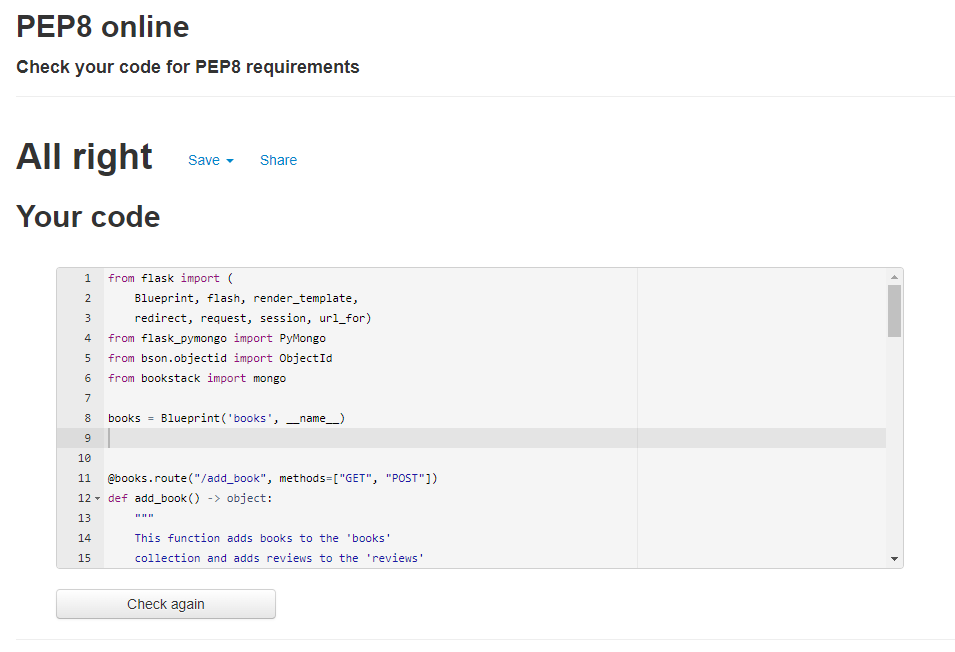 PEP8 online
Check your code for PEP8 requirements
All right Save Share
Your code
1 from flask import (
2 Blueprint, flash, render_template,
3 redirect, request, session, url_for)
4 from flask_pymongo import PyMongo
5 from bson.objectid import ObjectId
6 from bookstack import mongo
7
8 books = Blueprint('books', __name__)
9
10
11 @books.route("/add_book", methods=["GET", "POST"])
12 def add_book() -> object:
13 """
14 This function adds books to the 'books'
15 collection and adds reviews to the 'reviews'
Check again